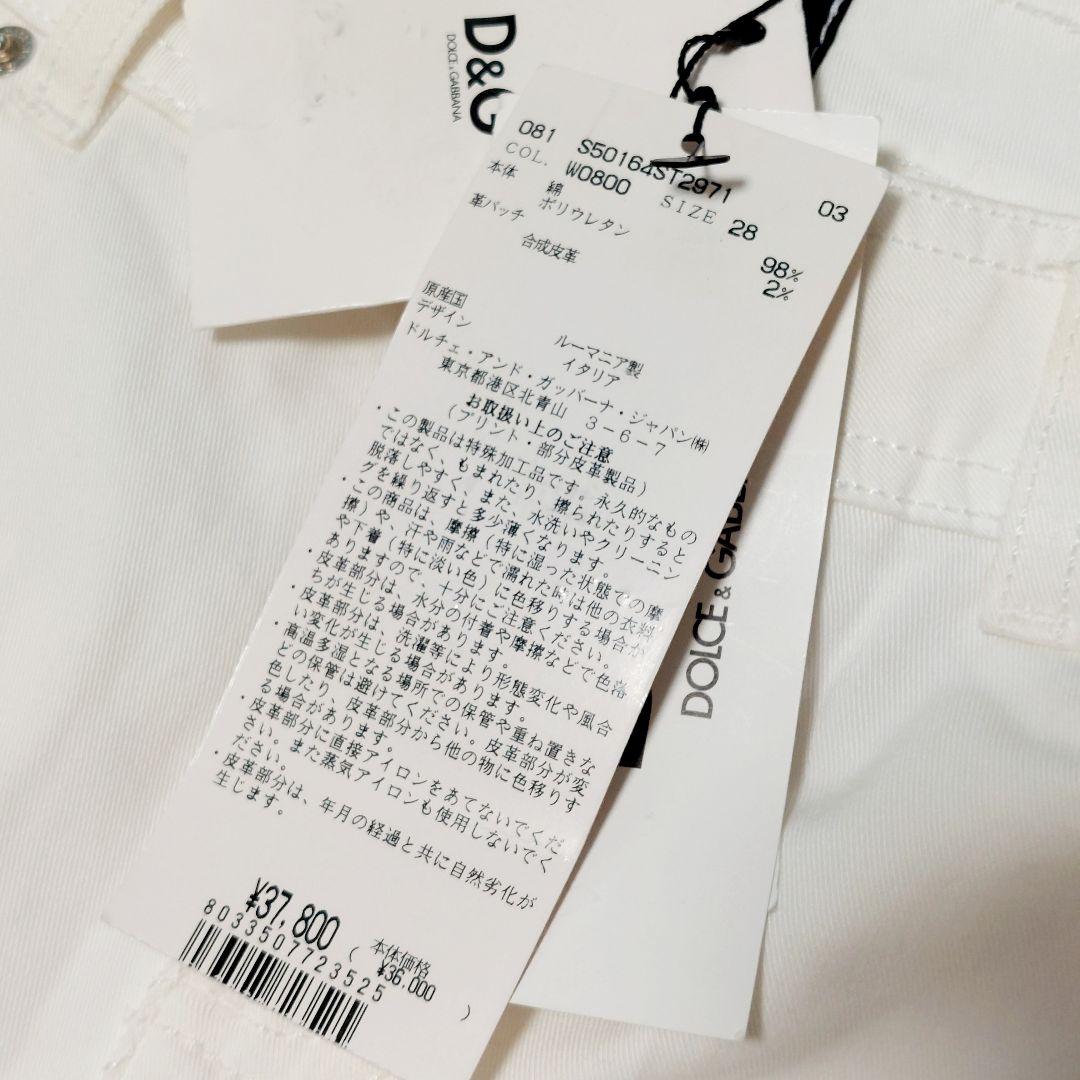 D&G
DOLCE & GABBANA
081 S50164ST2971 03
COL. W0800 SIZE 28
本体 綿 98%
ポリウレタン 2%
革パッチ 合成皮革
原産国 ルーマニア製
デザイン イタリア
ドルチェ・アンド・ガッバーナ・ジャパン㈱
東京都港区北青山 3-6-7
お取扱い上のご注意
(プリント・部分皮革製品)
・この製品は特殊加工品です。永久的なもの
ではなく、もまれたり、擦られたりすると
脱落しやすく、また、水洗いやクリーニン
グを繰り返すと多少薄くなります。
・この商品は、摩擦(特に湿った状態での摩
擦)や、汗や雨などで濡れた時は他の衣料
や下着(特に淡い色)に色移りする場合が
ありますので、十分にご注意ください。
・皮革部分は、水分の付着や摩擦などで色落
ちが生じる場合があります。
・皮革部分は、洗濯等により形態変化や風合
い変化が生じる場合があります。
・高温多湿となる場所での保管や重ね置きな
どの保管は避けてください。皮革部分が変
色したり、皮革部分から他の物に色移りす
る場合があります。
・皮革部分に直接アイロンをあてないでくだ
さい。また蒸気アイロンも使用しないでく
ださい。
・皮革部分は、年月の経過と共に自然劣化が
生じます。
¥37,800 ( 本体価格 ¥36,000 )
8033507723525
DOLCE & GABB